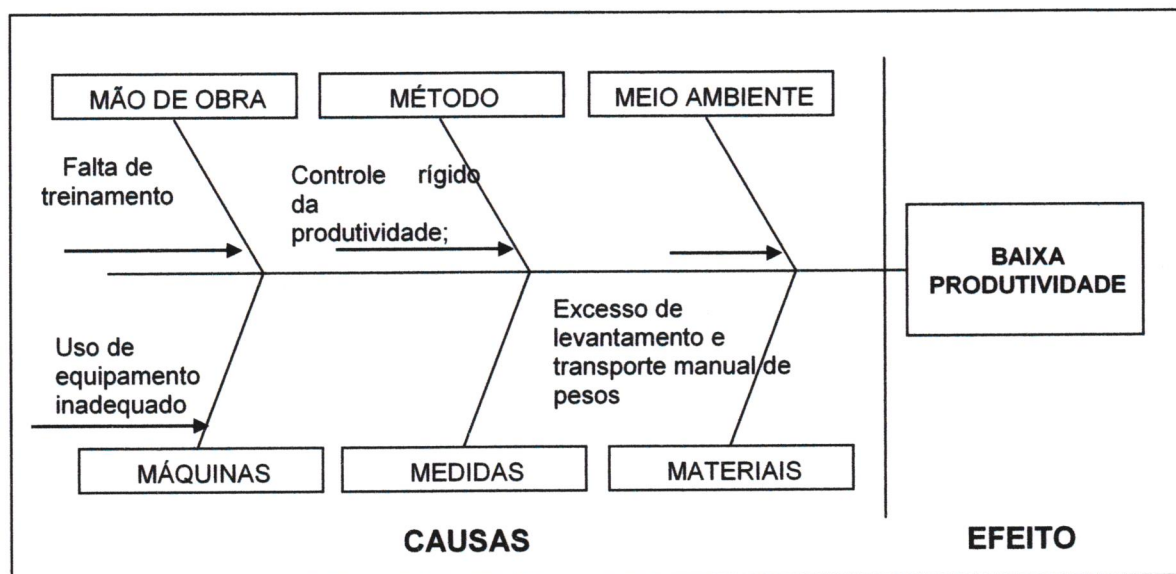 MÃO DE OBRA
MÉTODO
MEIO AMBIENTE
Falta de
treinamento
Controle rígido
da
produtividade;
BAIXA
PRODUTIVIDADE
Uso de
equipamento
inadequado
Excesso de
levantamento e
transporte manual de
pesos
MÁQUINAS
MEDIDAS
MATERIAIS
CAUSAS
EFEITO